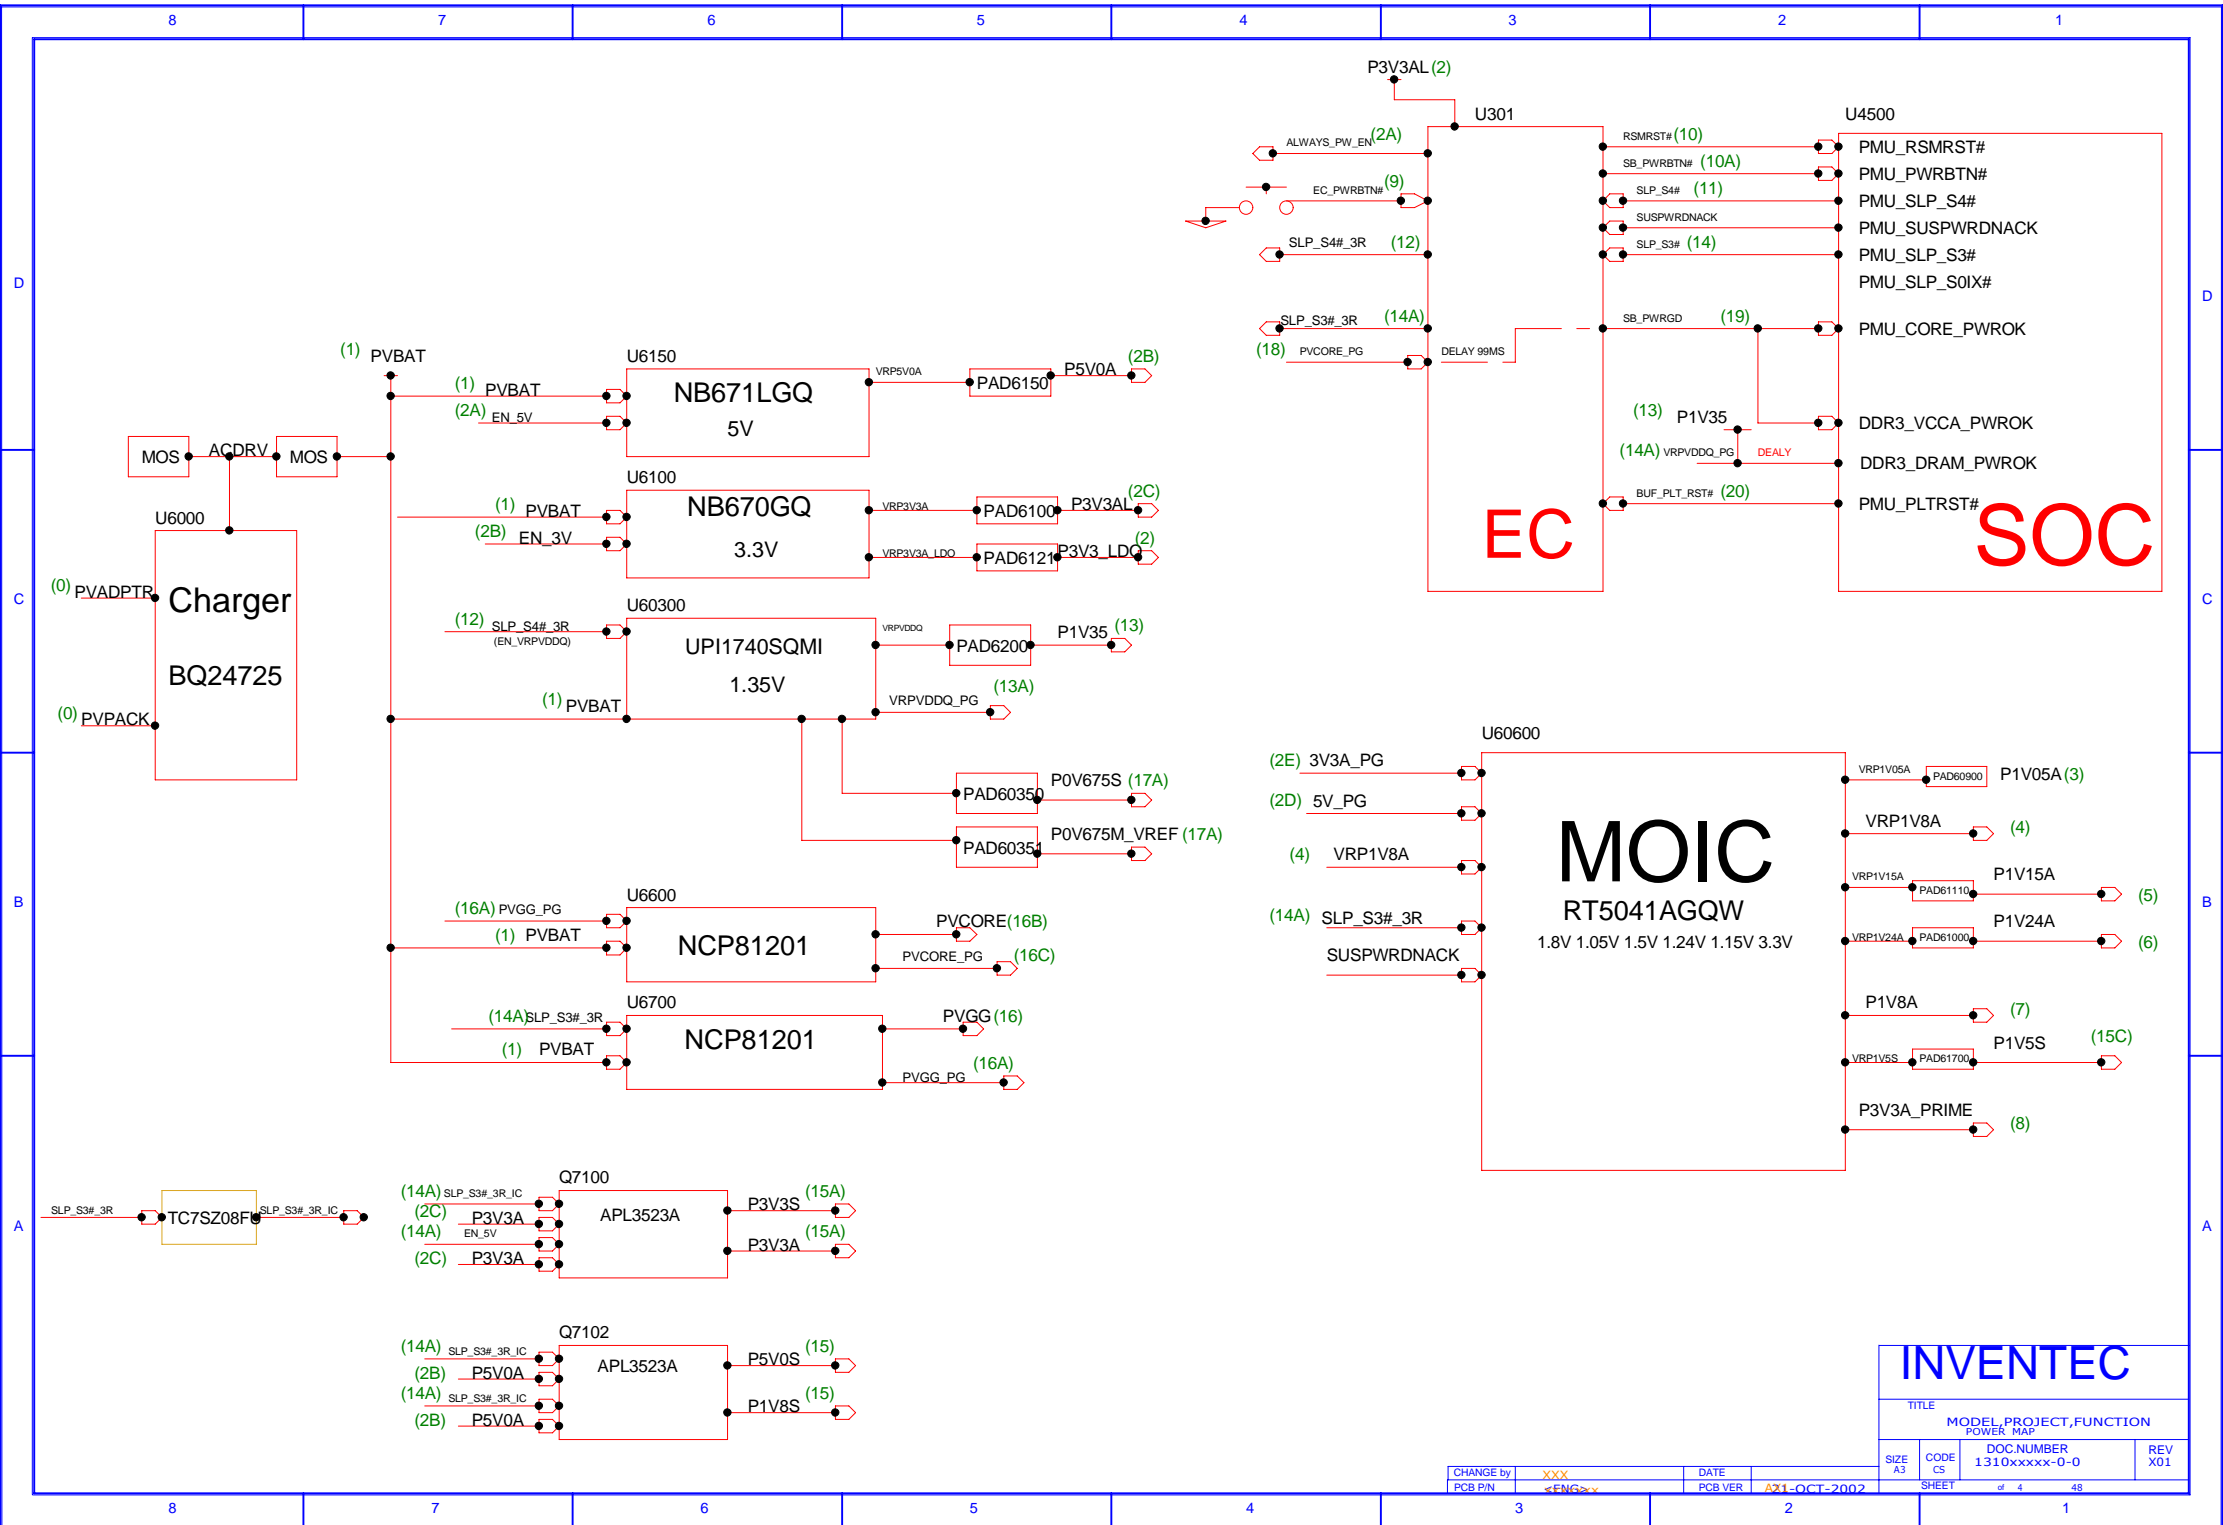 8 7 6 5 4 3 2 1
D
C
B
A
D
C
B
A
(1) PVBAT
MOS
ACDRV
MOS
U6000
(0) PVADPTR
Charger
BQ24725
(0) PVPACK
U6150
(1) PVBAT
(2A) EN_5V
NB671LGQ
5V
VRP5V0A
PAD6150
P5V0A (2B)
U6100
(1) PVBAT
(2B) EN_3V
NB670GQ
3.3V
VRP3V3A
PAD6100
P3V3AL (2C)
VRP3V3A_LDO
PAD6121
P3V3_LDO (2)
U60300
(12) SLP_S4#_3R
(EN_VRPVDDQ)
(1) PVBAT
UPI1740SQMI
1.35V
VRPVDDQ
PAD6200
P1V35 (13)
VRPVDDQ_PG (13A)
PAD60350
P0V675S (17A)
PAD60351
P0V675M_VREF (17A)
U6600
(16A) PVGG_PG
(1) PVBAT
NCP81201
PVCORE (16B)
PVCORE_PG (16C)
U6700
(14A) SLP_S3#_3R
(1) PVBAT
NCP81201
PVGG (16)
PVGG_PG (16A)
SLP_S3#_3R
TC7SZ08FU
SLP_S3#_3R_IC
Q7100
(14A) SLP_S3#_3R_IC
(2C) P3V3A
(14A) EN_5V
(2C) P3V3A
APL3523A
P3V3S (15A)
P3V3A (15A)
Q7102
(14A) SLP_S3#_3R_IC
(2B) P5V0A
(14A) SLP_S3#_3R_IC
(2B) P5V0A
APL3523A
P5V0S (15)
P1V8S (15)
P3V3AL (2)
U301
ALWAYS_PW_EN (2A)
EC_PWRBTN# (9)
SLP_S4#_3R (12)
SLP_S3#_3R (14A)
(18) PVCORE_PG
DELAY 99MS
EC
RSMRST# (10)
SB_PWRBTN# (10A)
SLP_S4# (11)
SUSPWRDNACK
SLP_S3# (14)
SB_PWRGD (19)
(13) P1V35
(14A) VRPVDDQ_PG DEALY
BUF_PLT_RST# (20)
U4500
PMU_RSMRST#
PMU_PWRBTN#
PMU_SLP_S4#
PMU_SUSPWRDNACK
PMU_SLP_S3#
PMU_SLP_S0IX#
PMU_CORE_PWROK
DDR3_VCCA_PWROK
DDR3_DRAM_PWROK
PMU_PLTRST#
SOC
U60600
(2E) 3V3A_PG
(2D) 5V_PG
(4) VRP1V8A
(14A) SLP_S3#_3R
SUSPWRDNACK
MOIC
RT5041AGQW
1.8V 1.05V 1.5V 1.24V 1.15V 3.3V
VRP1V05A PAD60900 P1V05A (3)
VRP1V8A (4)
VRP1V15A PAD61110 P1V15A (5)
VRP1V24A PAD61000 P1V24A (6)
P1V8A (7)
VRP1V5S PAD61700 P1V5S (15C)
P3V3A_PRIME (8)
INVENTEC
TITLE
MODEL,PROJECT,FUNCTION
POWER MAP
SIZE
A3
CODE
CS
DOC.NUMBER
1310xxxxx-0-0
REV
X01
CHANGE by XXX DATE
PCB P/N PCB VER 21-OCT-2002
SHEET of 4 48
8 7 6 5 4 3 2 1